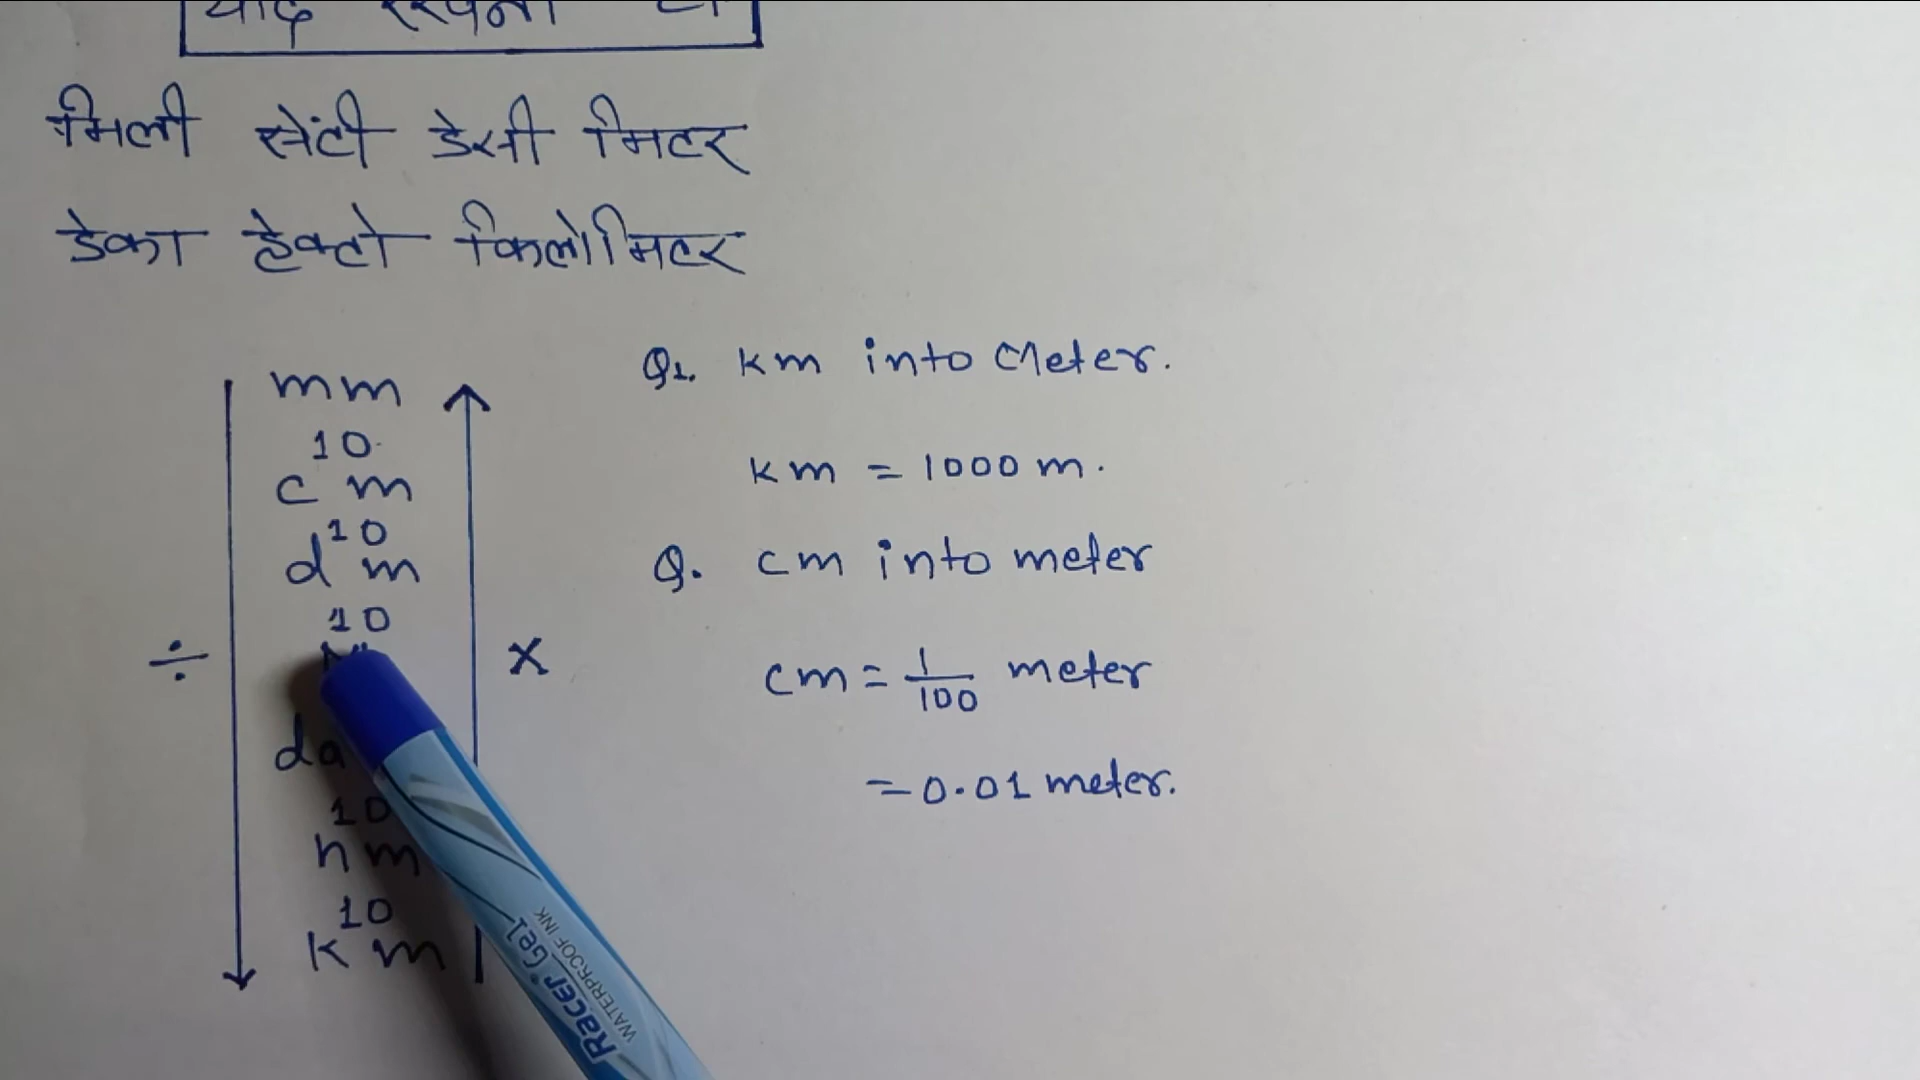 मिली सेंटी डेसी मिटर
डेका हेक्टो किलोमिटर
mm
10
cm
10
dm
10
da
10
hm
10
km
÷
x
Q1. km into Meter.
km = 1000 m.
Q. cm into meter
cm = 1/100 meter
= 0.01 meter.
Racer Gel
WATERPROOF INK